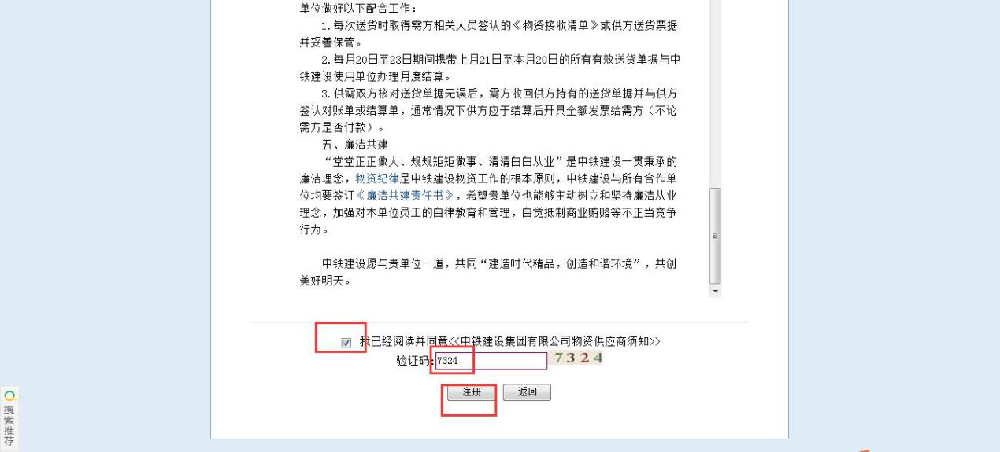 单位做好以下配合工作：
1.每次送货时取得需方相关人员签认的《物资接收清单》或供方送货票据
并妥善保管。
2.每月20日至23日期间携带上月21日至本月20日的所有有效送货单据与中
铁建设使用单位办理月度结算。
3.供需双方核对送货单据无误后，需方收回供方持有的送货单据并与供方
签认对账单或结算单，通常情况下供方应于结算后开具全额发票给需方（不论
需方是否付款）。
五、廉洁共建
“堂堂正正做人、规规矩矩做事、清清白白从业”是中铁建设一贯秉承的
廉洁理念，物资纪律是中铁建设物资工作的根本原则，中铁建设与所有合作单
位均要签订《廉洁共建责任书》，希望贵单位也能够主动树立和坚持廉洁从业
理念，加强对本单位员工的自律教育和管理，自觉抵制商业贿赂等不正当竞争
行为。
中铁建设愿与贵单位一道，共同“建造时代精品，创造和谐环境”，共创
美好明天。
我已经阅读并同意<<中铁建设集团有限公司物资供应商须知>>
验证码:7324 7324
注册 返回
搜索推荐